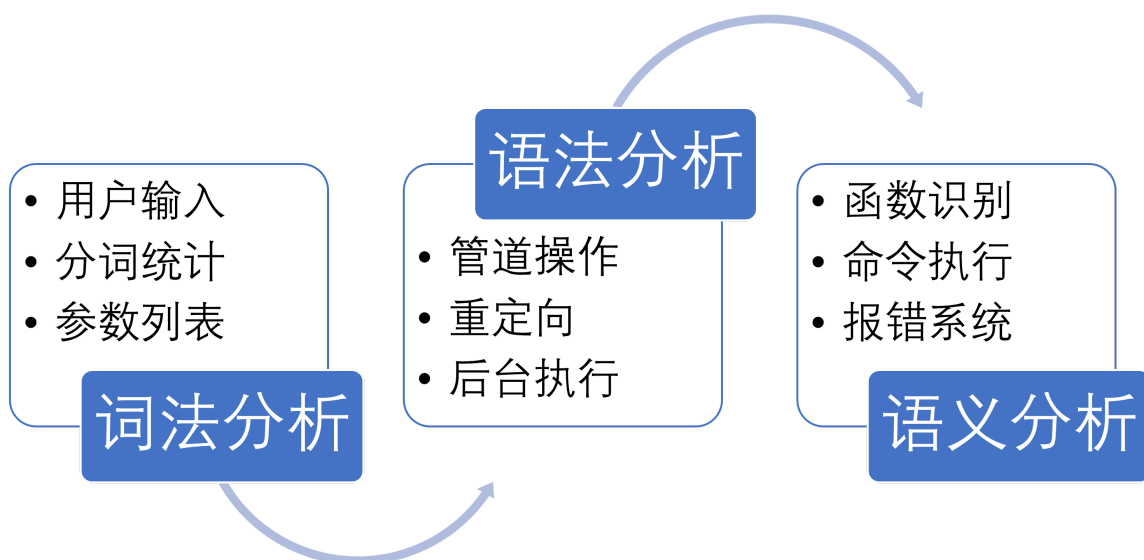 • 用户输入
• 分词统计
• 参数列表
词法分析
语法分析
• 管道操作
• 重定向
• 后台执行
• 函数识别
• 命令执行
• 报错系统
语义分析